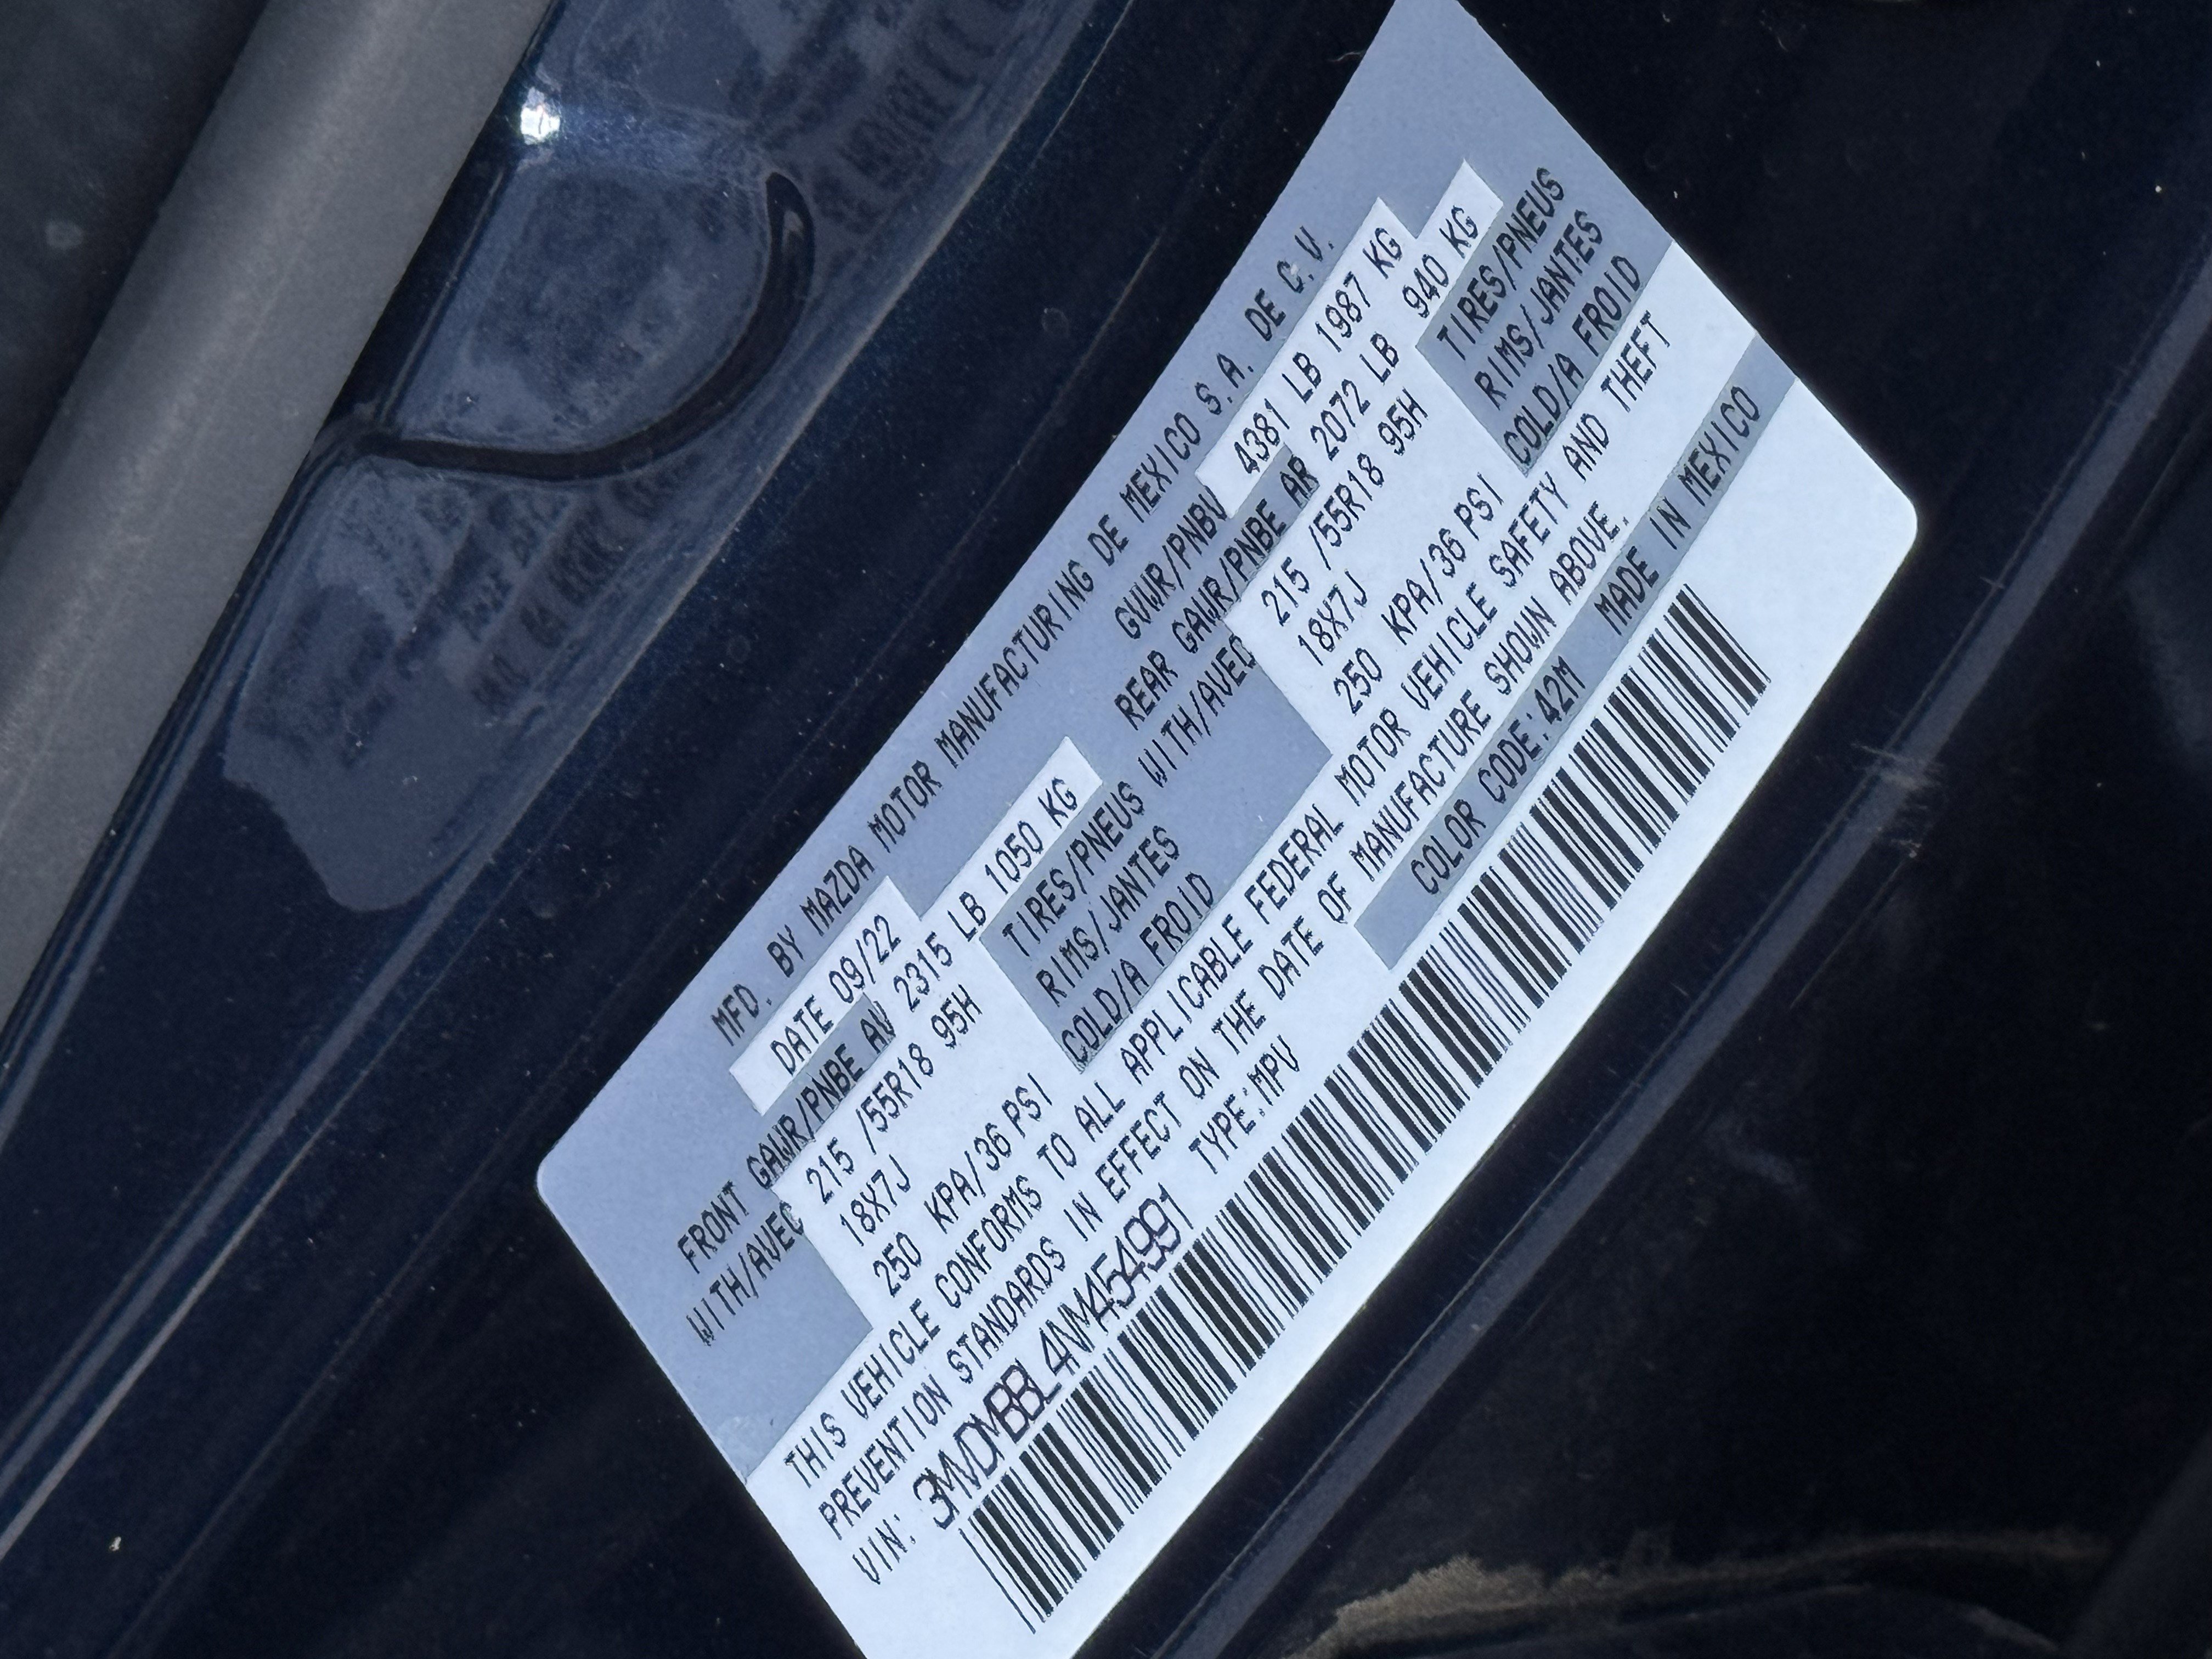 MFD. BY MAZDA MOTOR MANUFACTURING DE MEXICO S.A. DE C.V.
DATE 09/22 GVWR/PNBV 4381 LB 1987 KG
FRONT GAWR/PNBE AV 2315 LB 1050 KG REAR GAWR/PNBE AR 2072 LB 940 KG
WITH/AVEC 215 /55R18 95H TIRES/PNEUS WITH/AVEC 215 /55R18 95H TIRES/PNEUS
18X7J RIMS/JANTES 18X7J RIMS/JANTES
250 KPA/36 PSI COLD/A FROID 250 KPA/36 PSI COLD/A FROID
THIS VEHICLE CONFORMS TO ALL APPLICABLE FEDERAL MOTOR VEHICLE SAFETY AND THEFT
PREVENTION STANDARDS IN EFFECT ON THE DATE OF MANUFACTURE SHOWN ABOVE.
VIN: 3MVDMBBL4NM454991 TYPE:MPV COLOR CODE:42M MADE IN MEXICO